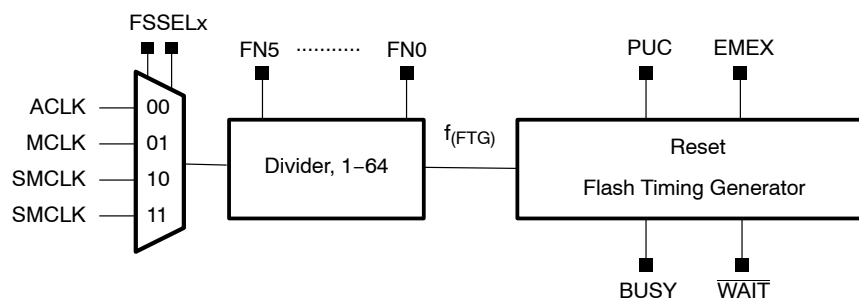 FSSELx
FN5 ........... FN0
PUC EMEX
ACLK 00
MCLK 01
SMCLK 10
SMCLK 11
Divider, 1–64
f(FTG)
Reset
Flash Timing Generator
BUSY WAIT